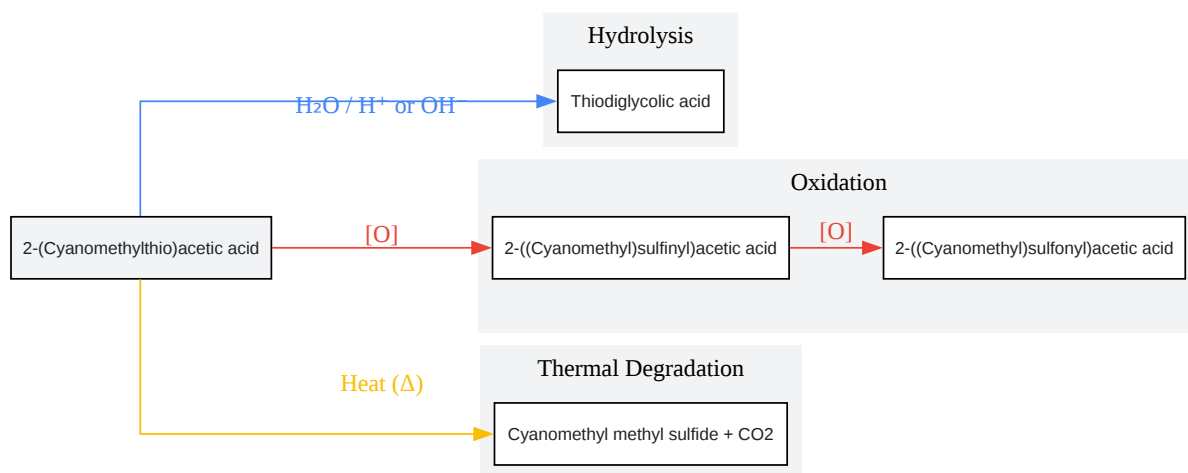 Hydrolysis
Thiodiglycolic acid
H₂O / H⁺ or OH⁻
Oxidation
2-(Cyanomethylthio)acetic acid
[O]
2-((Cyanomethyl)sulfinyl)acetic acid
[O]
2-((Cyanomethyl)sulfonyl)acetic acid
Thermal Degradation
Heat (Δ)
Cyanomethyl methyl sulfide + CO2